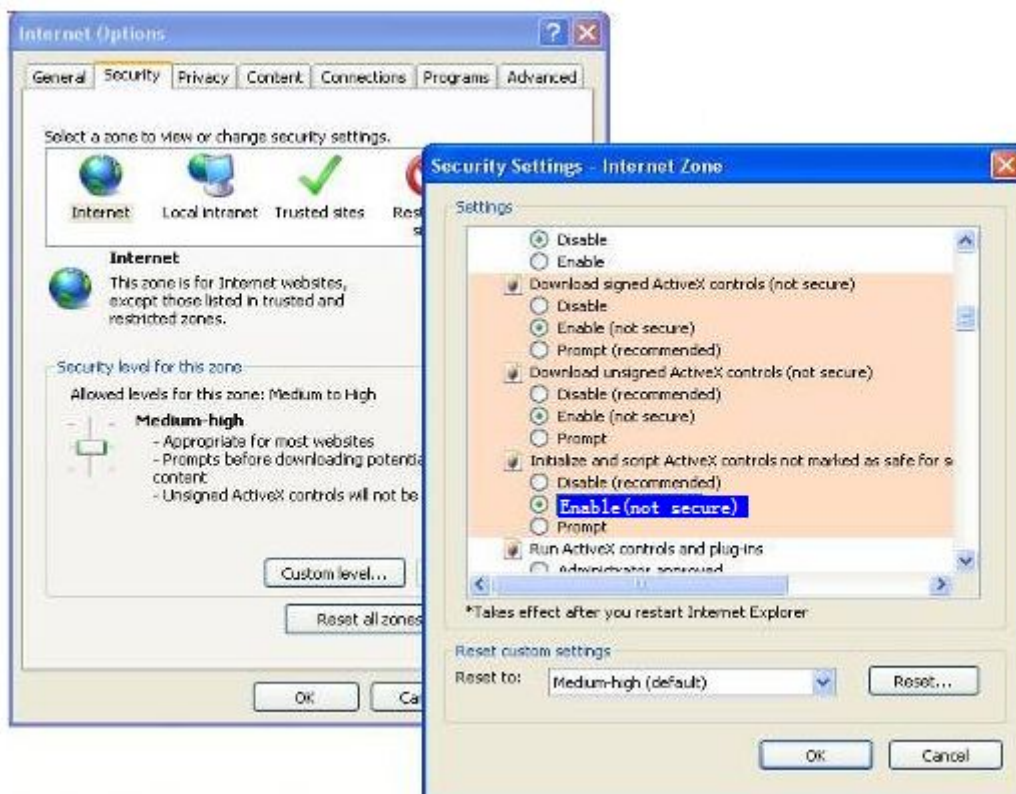 Internet Options
General Security Privacy Content Connections Programs Advanced
Select a zone to view or change security settings.
Internet Local intranet Trusted sites
Internet
This zone is for Internet websites,
except those listed in trusted and
restricted zones.
Security level for this zone
Allowed levels for this zone: Medium to High
Medium-high
- Appropriate for most websites
- Prompts before downloading
content
- Unsigned ActiveX controls will not be
Custom level...
Reset all zones
OK
Security Settings - Internet Zone
Settings
Disable
Enable
Download signed ActiveX controls (not secure)
Disable
Enable (not secure)
Prompt (recommended)
Download unsigned ActiveX controls (not secure)
Disable (recommended)
Enable (not secure)
Prompt
Initialize and script ActiveX controls not marked as safe for s
Disable (recommended)
Enable(not secure)
Prompt
Run ActiveX controls and plug-ins
Administrator approved
*Takes effect after you restart Internet Explorer
Reset custom settings
Reset to: Medium-high (default) Reset...
OK Cancel